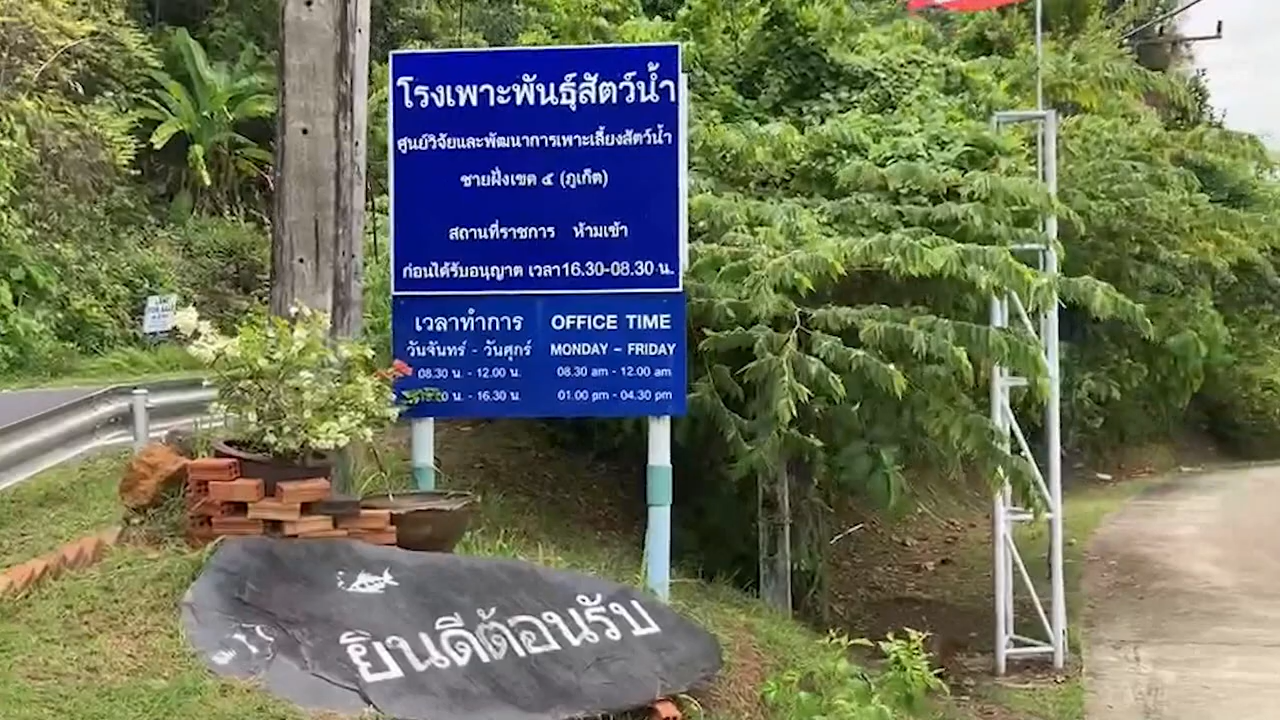 โรงเพาะพันธุ์สัตว์น้ำ
ศูนย์วิจัยและพัฒนาการเพาะเลี้ยงสัตว์น้ำ
ชายฝั่งเขต ๕ (ภูเก็ต)
สถานที่ราชการ ห้ามเข้า
ก่อนได้รับอนุญาต เวลา16.30-08.30 น.
เวลาทำการ
วันจันทร์ - วันศุกร์
08.30 น. - 12.00 น.
น. - 16.30 น.
OFFICE TIME
MONDAY – FRIDAY
08.30 am - 12.00 am
01.00 pm - 04.30 pm
ยินดีต้อนรับ